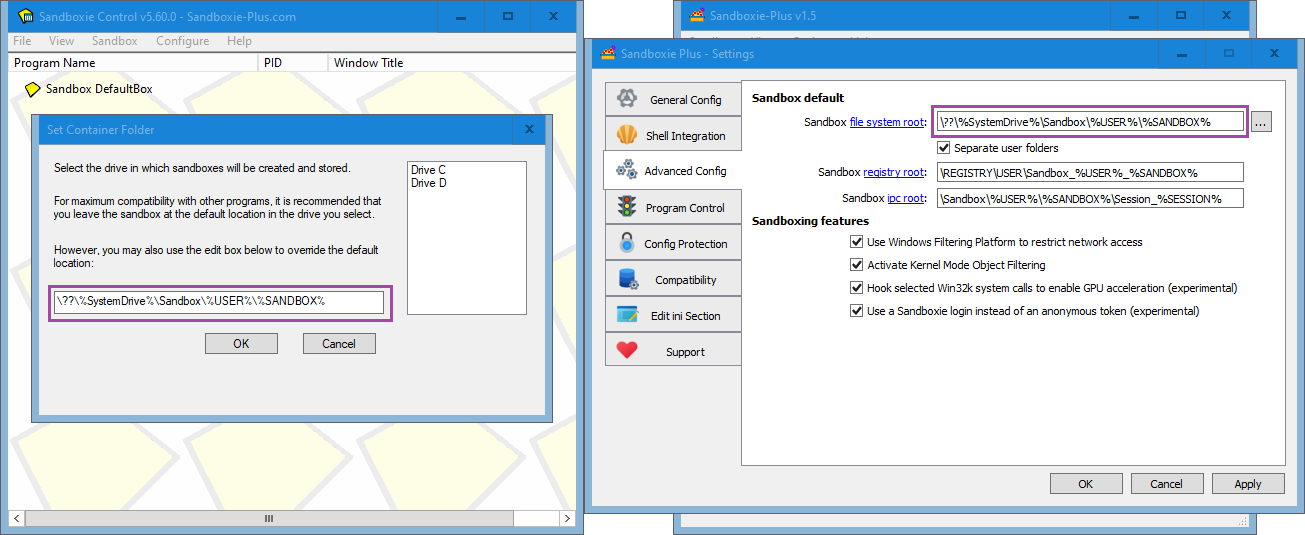 Sandboxie Control v5.60.0 - Sandboxie-Plus.com
File View Sandbox Configure Help
Program Name PID Window Title
Sandbox DefaultBox
Set Container Folder
Select the drive in which sandboxes will be created and stored.
For maximum compatibility with other programs, it is recommended that
you leave the sandbox at the default location in the drive you select.
However, you may also use the edit box below to override the default
location:
\??\%SystemDrive%\Sandbox\%USER%\%SANDBOX%
Drive C
Drive D
OK Cancel
Sandboxie-Plus v1.5
Sandboxie Plus - Settings
General Config
Shell Integration
Advanced Config
Program Control
Config Protection
Compatibility
Edit ini Section
Support
Sandbox default
Sandbox file system root: \??\%SystemDrive%\Sandbox\%USER%\%SANDBOX% ...
Separate user folders
Sandbox registry root: \REGISTRY\USER\Sandbox_%USER%_%SANDBOX%
Sandbox ipc root: \Sandbox\%USER%\%SANDBOX%\Session_%SESSION%
Sandboxing features
Use Windows Filtering Platform to restrict network access
Activate Kernel Mode Object Filtering
Hook selected Win32k system calls to enable GPU acceleration (experimental)
Use a Sandboxie login instead of an anonymous token (experimental)
OK Cancel Apply